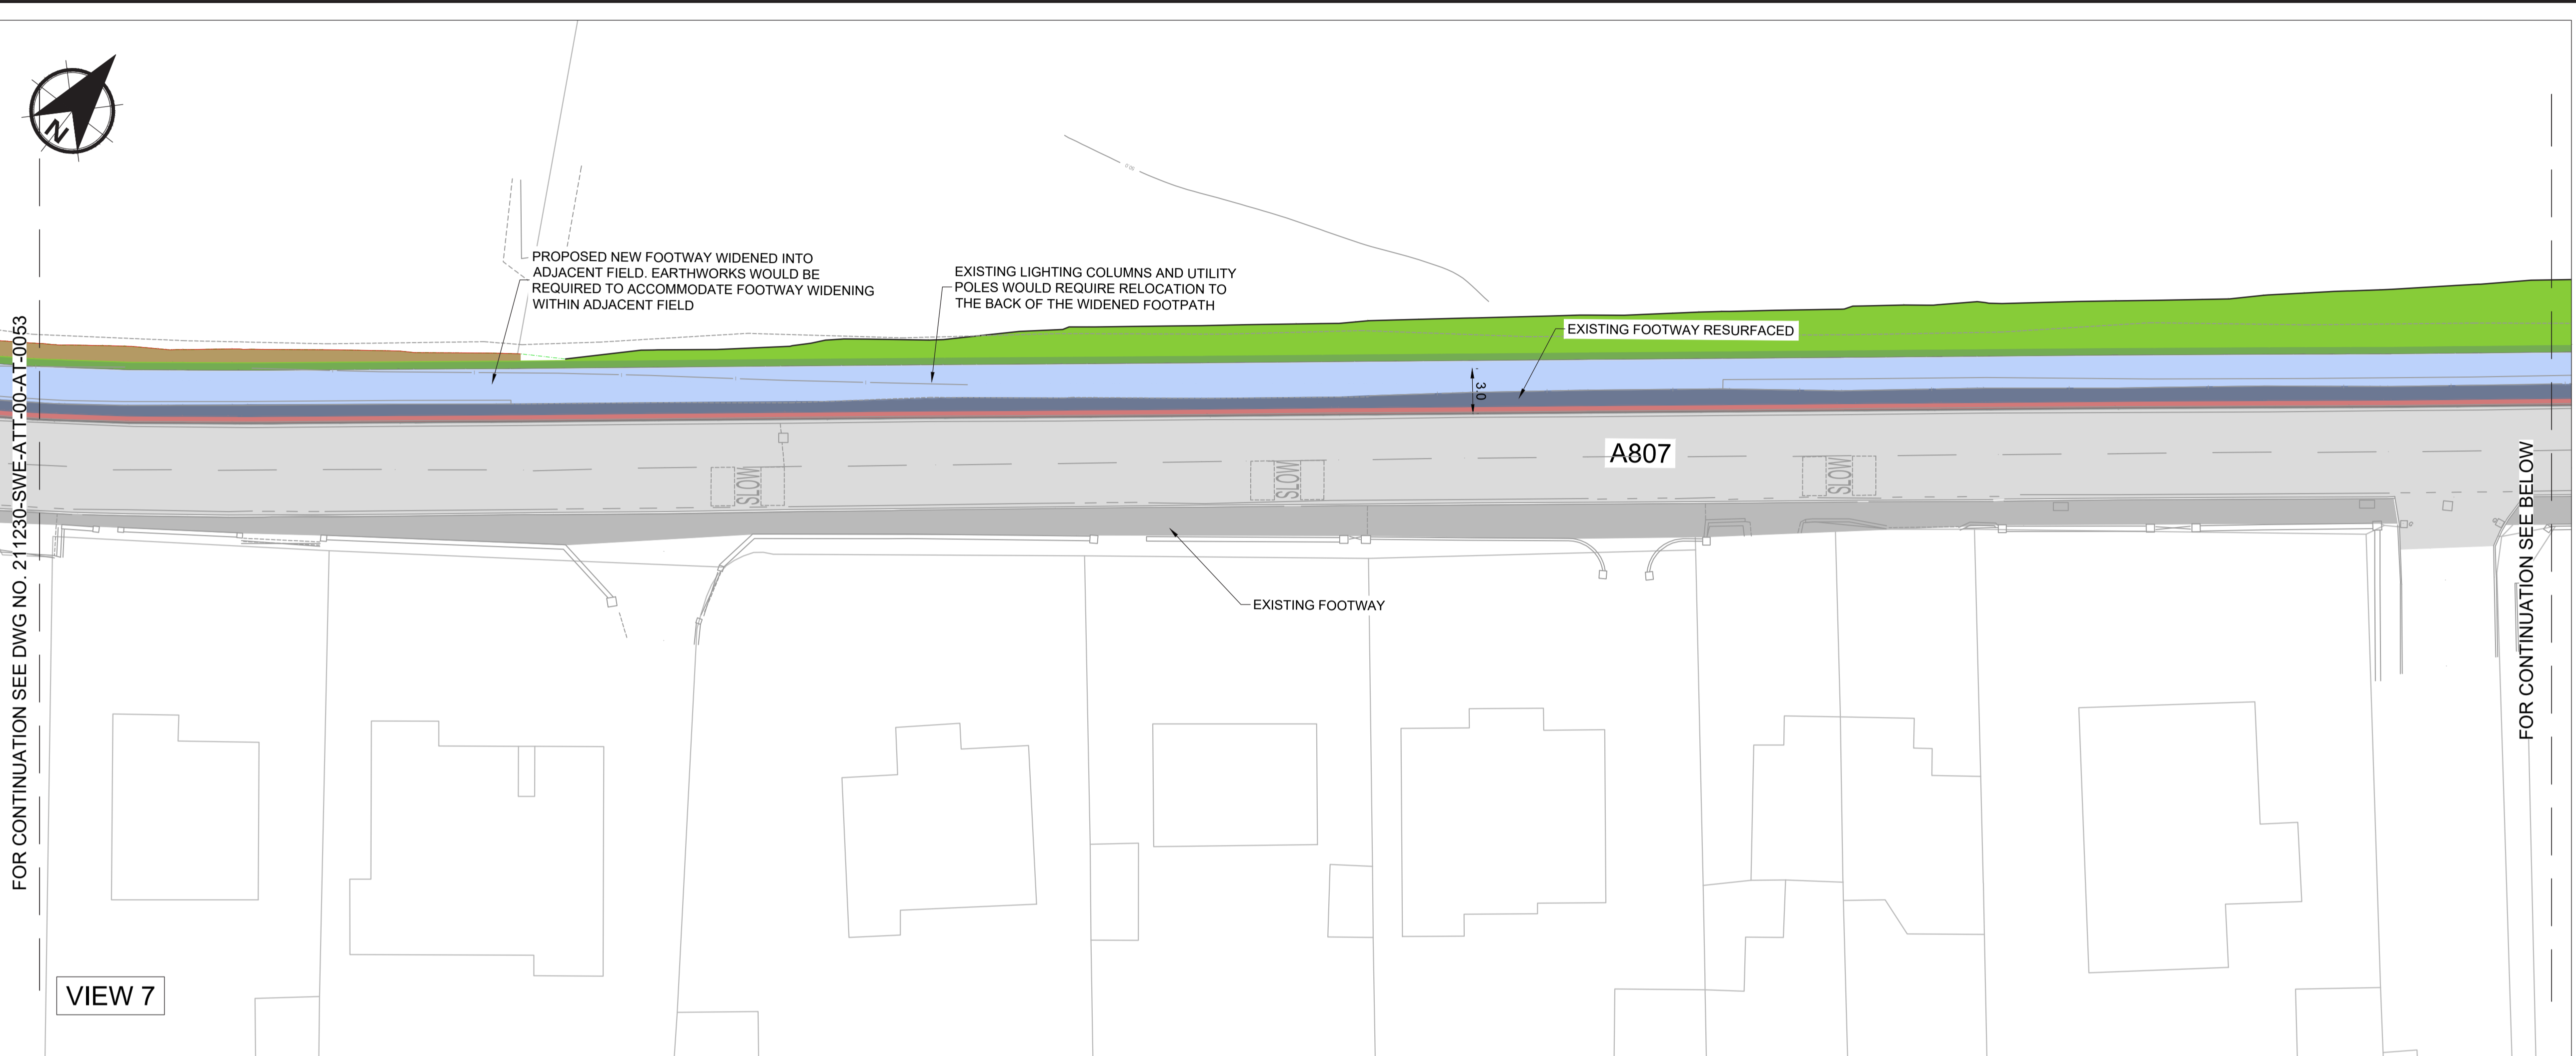 N
PROPOSED NEW FOOTWAY WIDENED INTO
ADJACENT FIELD. EARTHWORKS WOULD BE
REQUIRED TO ACCOMMODATE FOOTWAY WIDENING
WITHIN ADJACENT FIELD
EXISTING LIGHTING COLUMNS AND UTILITY
POLES WOULD REQUIRE RELOCATION TO
THE BACK OF THE WIDENED FOOTPATH
EXISTING FOOTWAY RESURFACED
3.0
A807
SLOW
SLOW
SLOW
EXISTING FOOTWAY
FOR CONTINUATION SEE DWG NO. 211230-SWE-ATT-00-AT-0053
FOR CONTINUATION SEE BELOW
VIEW 7